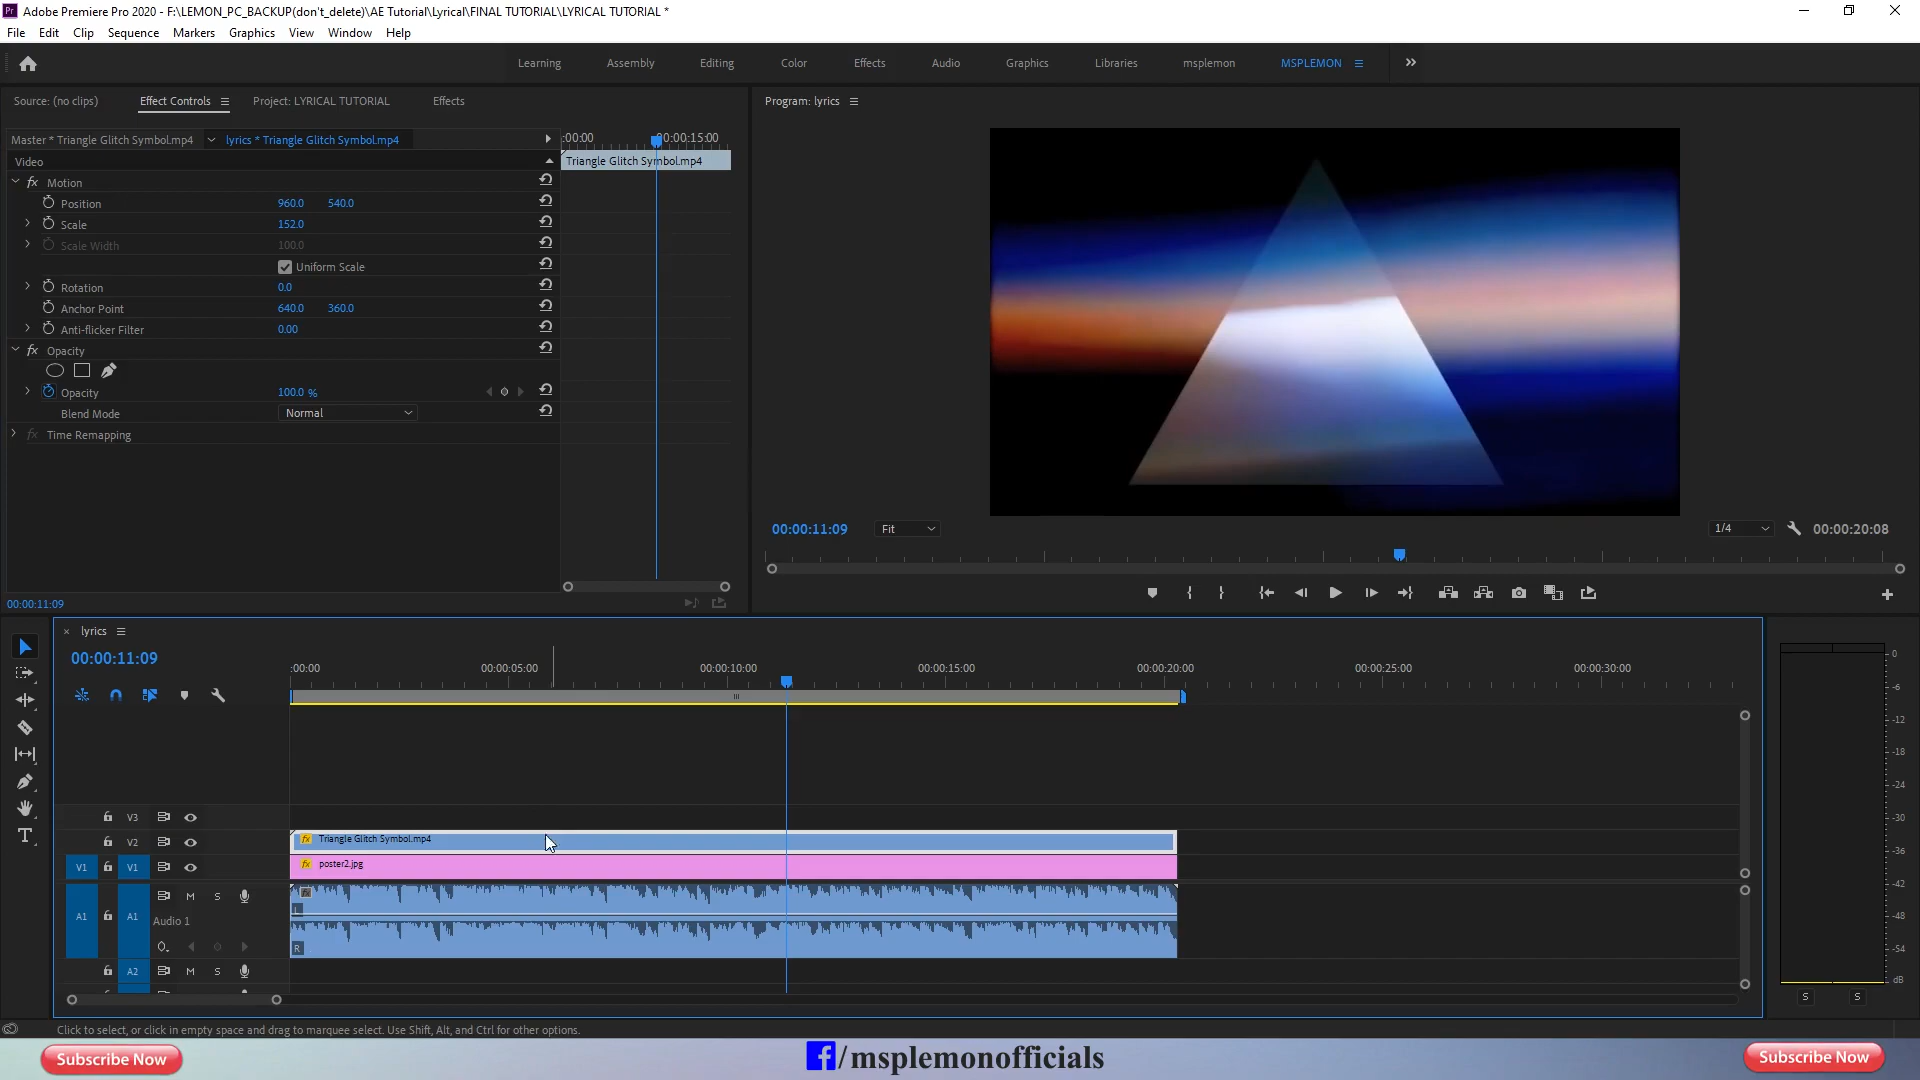 Pr Adobe Premiere Pro 2020 - F:\LEMON_PC_BACKUP(don't_delete)\AE Tutorial\Lyrical\FINAL TUTORIAL\LYRICAL TUTORIAL *
File Edit Clip Sequence Markers Graphics View Window Help
Learning Assembly Editing Color Effects Audio Graphics Libraries msplemon MSPLEMON
Source: (no clips) Effect Controls Project: LYRICAL TUTORIAL Effects
Program: lyrics
Master * Triangle Glitch Symbol.mp4 lyrics * Triangle Glitch Symbol.mp4
:00:00 00:00:15:00
Video
Triangle Glitch Symbol.mp4
fx Motion
Position 960.0 540.0
Scale 152.0
Scale Width 100.0
Uniform Scale
Rotation 0.0
Anchor Point 640.0 360.0
Anti-flicker Filter 0.00
fx Opacity
Opacity 100.0 %
Blend Mode Normal
fx Time Remapping
00:00:11:09 Fit 1/4 00:00:20:08
00:00:11:09
lyrics
00:00:11:09
:00:00 00:00:05:00 00:00:10:00 00:00:15:00 00:00:20:00 00:00:25:00 00:00:30:00
V3
V2 fx Triangle Glitch Symbol.mp4
V1 V1 fx poster2.jpg
A1 A1 M S
Audio 1
L
R
A2 M S
0
-6
-12
-18
-24
-30
-36
-42
-48
-54
dB
S S
Click to select, or click in empty space and drag to marquee select. Use Shift, Alt, and Ctrl for other options.
Subscribe Now
f/msplemonofficials
Subscribe Now